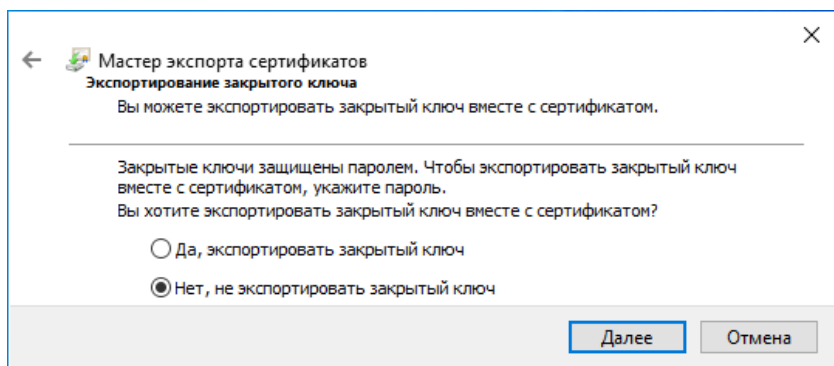 Мастер экспорта сертификатов
Экспортирование закрытого ключа
Вы можете экспортировать закрытый ключ вместе с сертификатом.
Закрытые ключи защищены паролем. Чтобы экспортировать закрытый ключ
вместе с сертификатом, укажите пароль.
Вы хотите экспортировать закрытый ключ вместе с сертификатом?
Да, экспортировать закрытый ключ
Нет, не экспортировать закрытый ключ
Далее Отмена